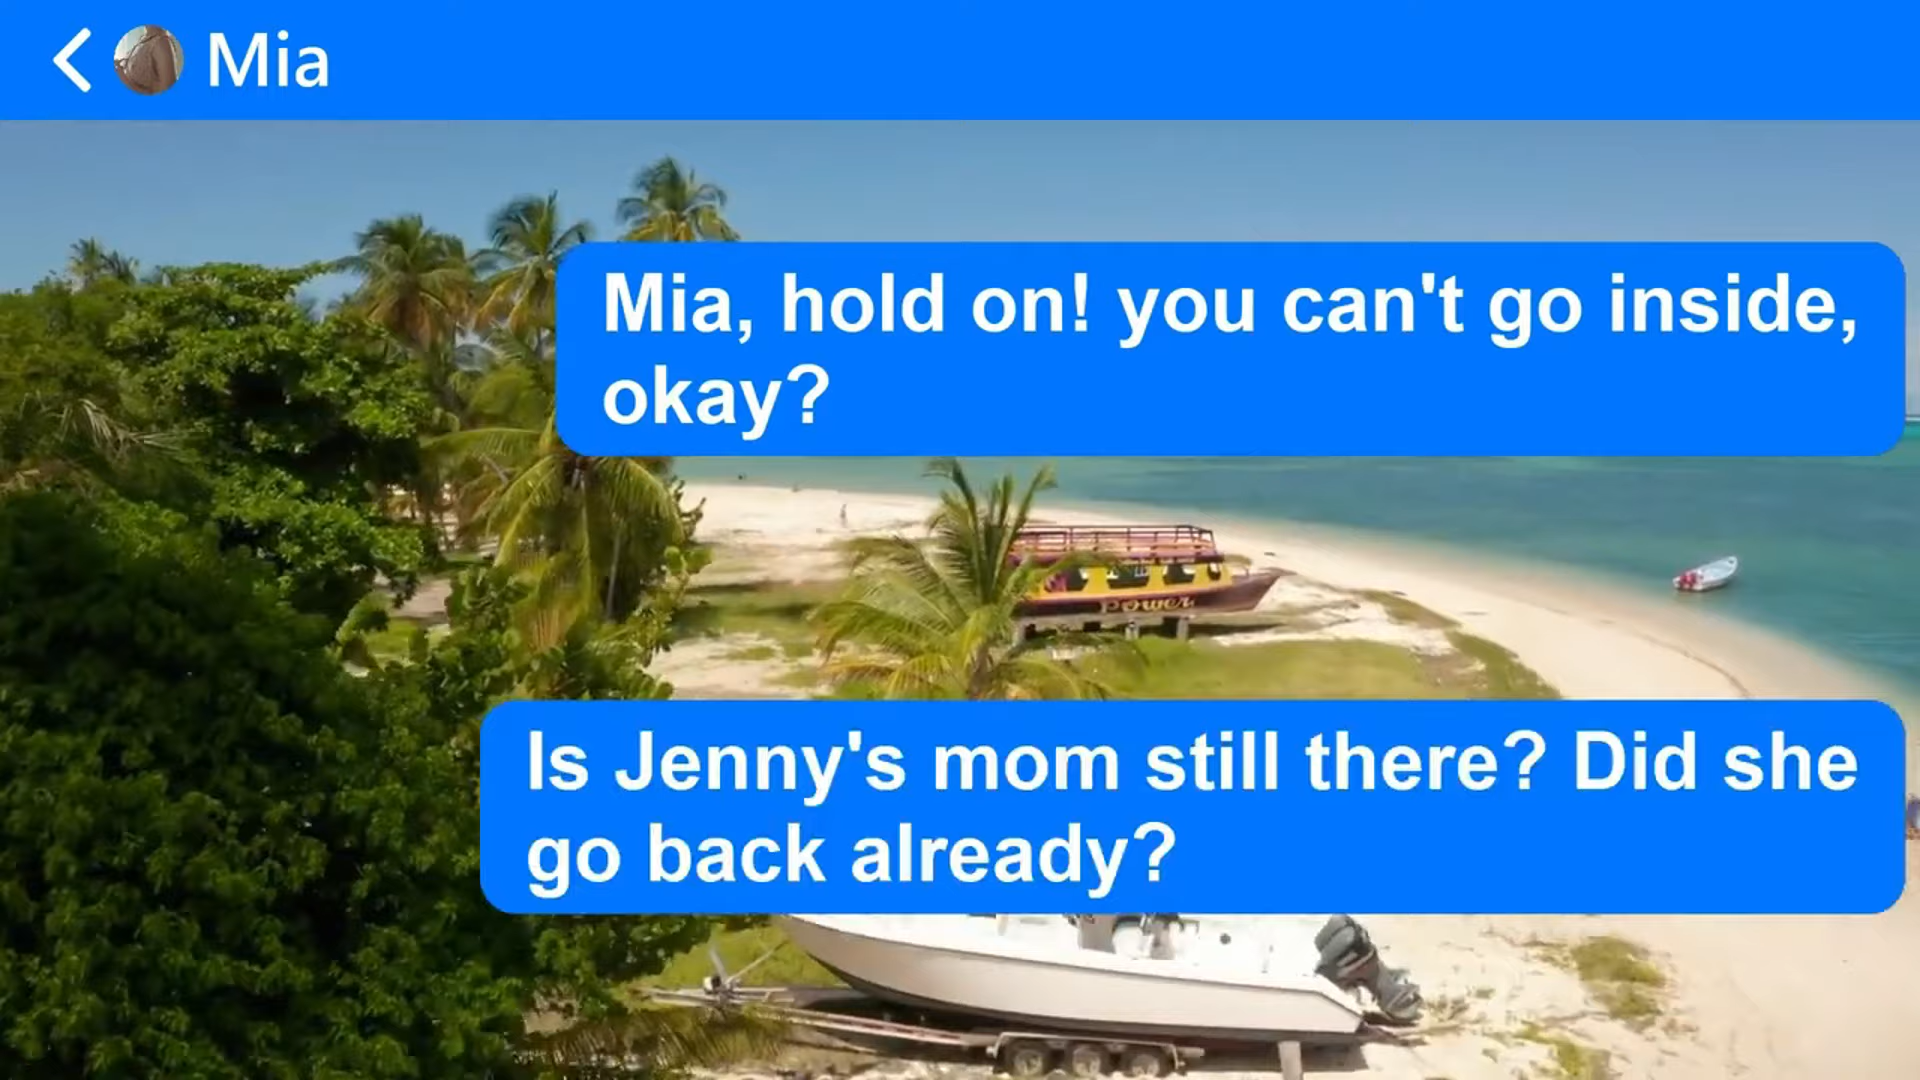 Mia
Mia, hold on! you can't go inside,
okay?
power
Is Jenny's mom still there? Did she
go back already?